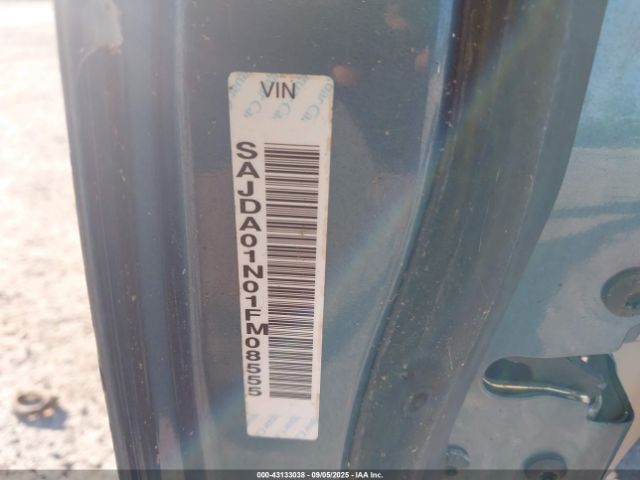 VIN
SAJDA01N01FM08555
000-43133038 - 09/05/2025 - IAA Inc.